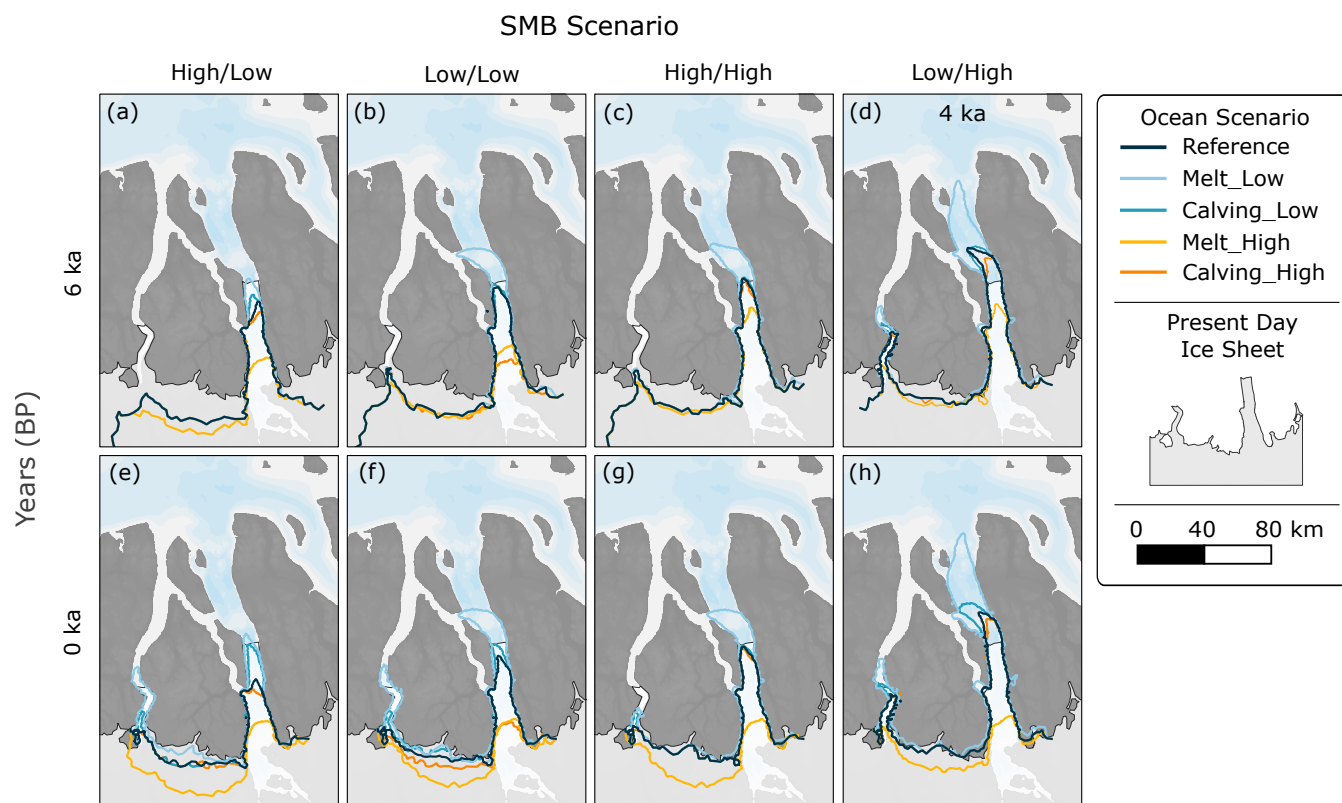 SMB Scenario
High/Low
Low/Low
High/High
Low/High
(a)
(b)
(c)
(d)
4 ka
Years (BP)
6 ka
(e)
(f)
(g)
(h)
0 ka
Ocean Scenario
Reference
Melt_Low
Calving_Low
Melt_High
Calving_High
Present Day
Ice Sheet
0 40 80 km